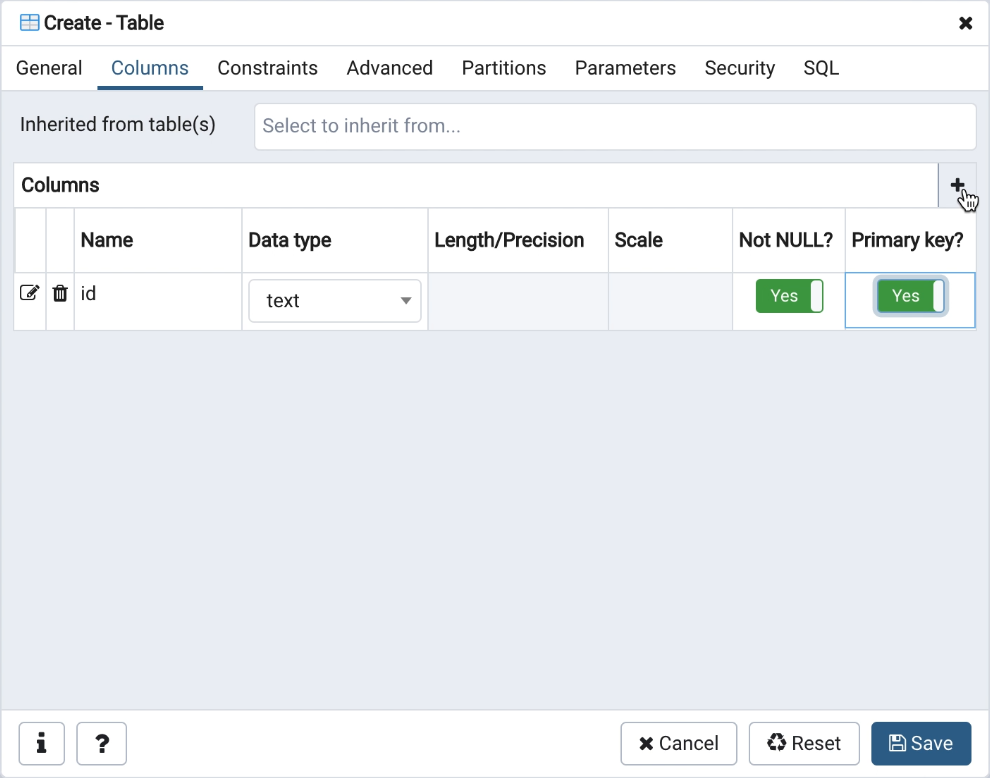 Create - Table
General Columns Constraints Advanced Partitions Parameters Security SQL
Inherited from table(s) Select to inherit from...
Columns
Name Data type Length/Precision Scale Not NULL? Primary key?
id text Yes Yes
i ? Cancel Reset Save